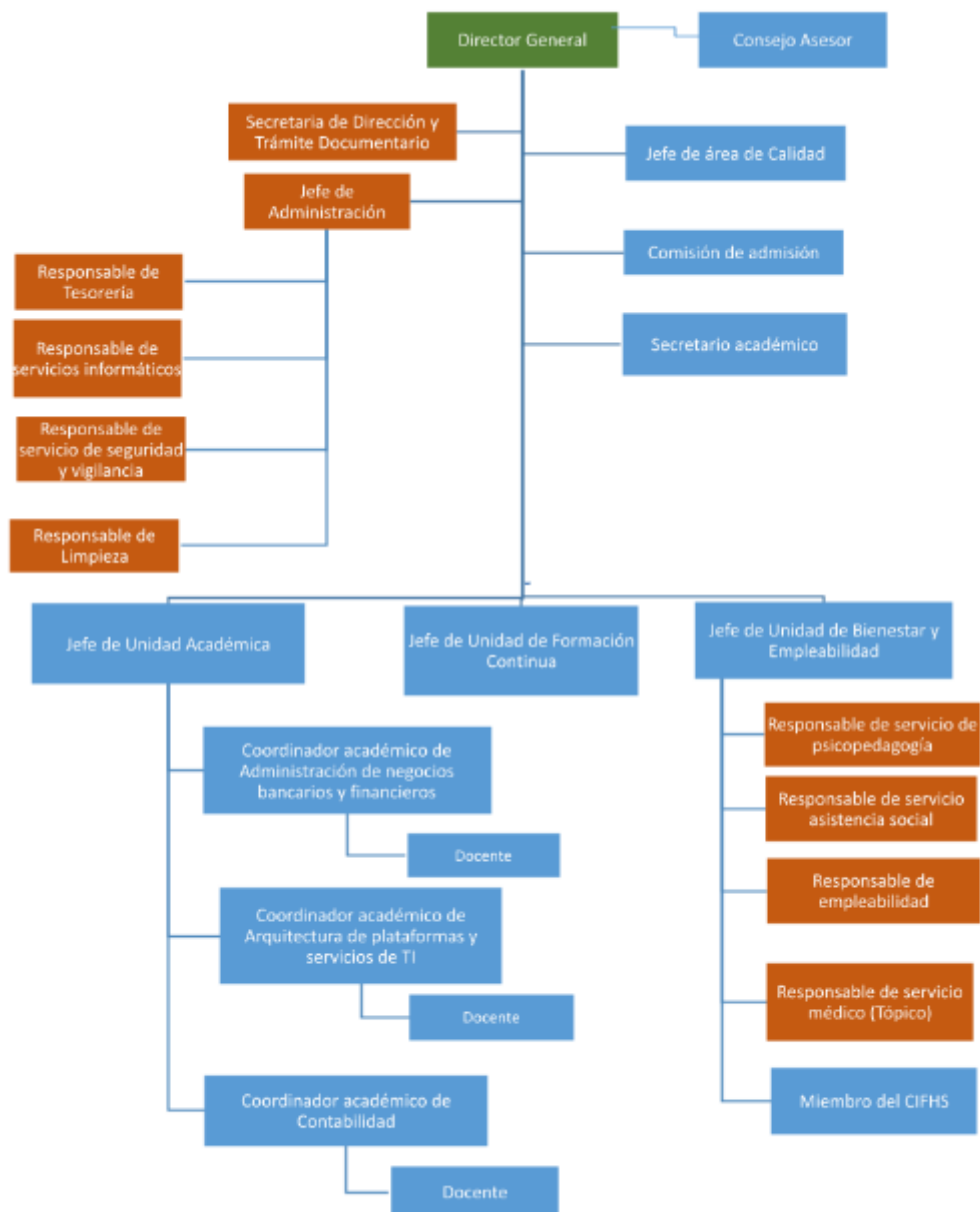 Director General
Consejo Asesor
Secretaria de Dirección y
Trámite Documentario
Jefe de área de Calidad
Jefe de
Administración
Comisión de admisión
Responsable de
Tesorería
Secretario académico
Responsable de
servicios informáticos
Responsable de
servicio de seguridad
y vigilancia
Responsable de
Limpieza
Jefe de Unidad Académica
Jefe de Unidad de Formación
Continua
Jefe de Unidad de Bienestar y
Empleabilidad
Coordinador académico de
Administración de negocios
bancarios y financieros
Docente
Coordinador académico de
Arquitectura de plataformas y
servicios de TI
Docente
Coordinador académico de
Contabilidad
Docente
Responsable de servicio de
psicopedagogía
Responsable de servicio
asistencia social
Responsable de
empleabilidad
Responsable de servicio
médico (Tópico)
Miembro del CIFHS